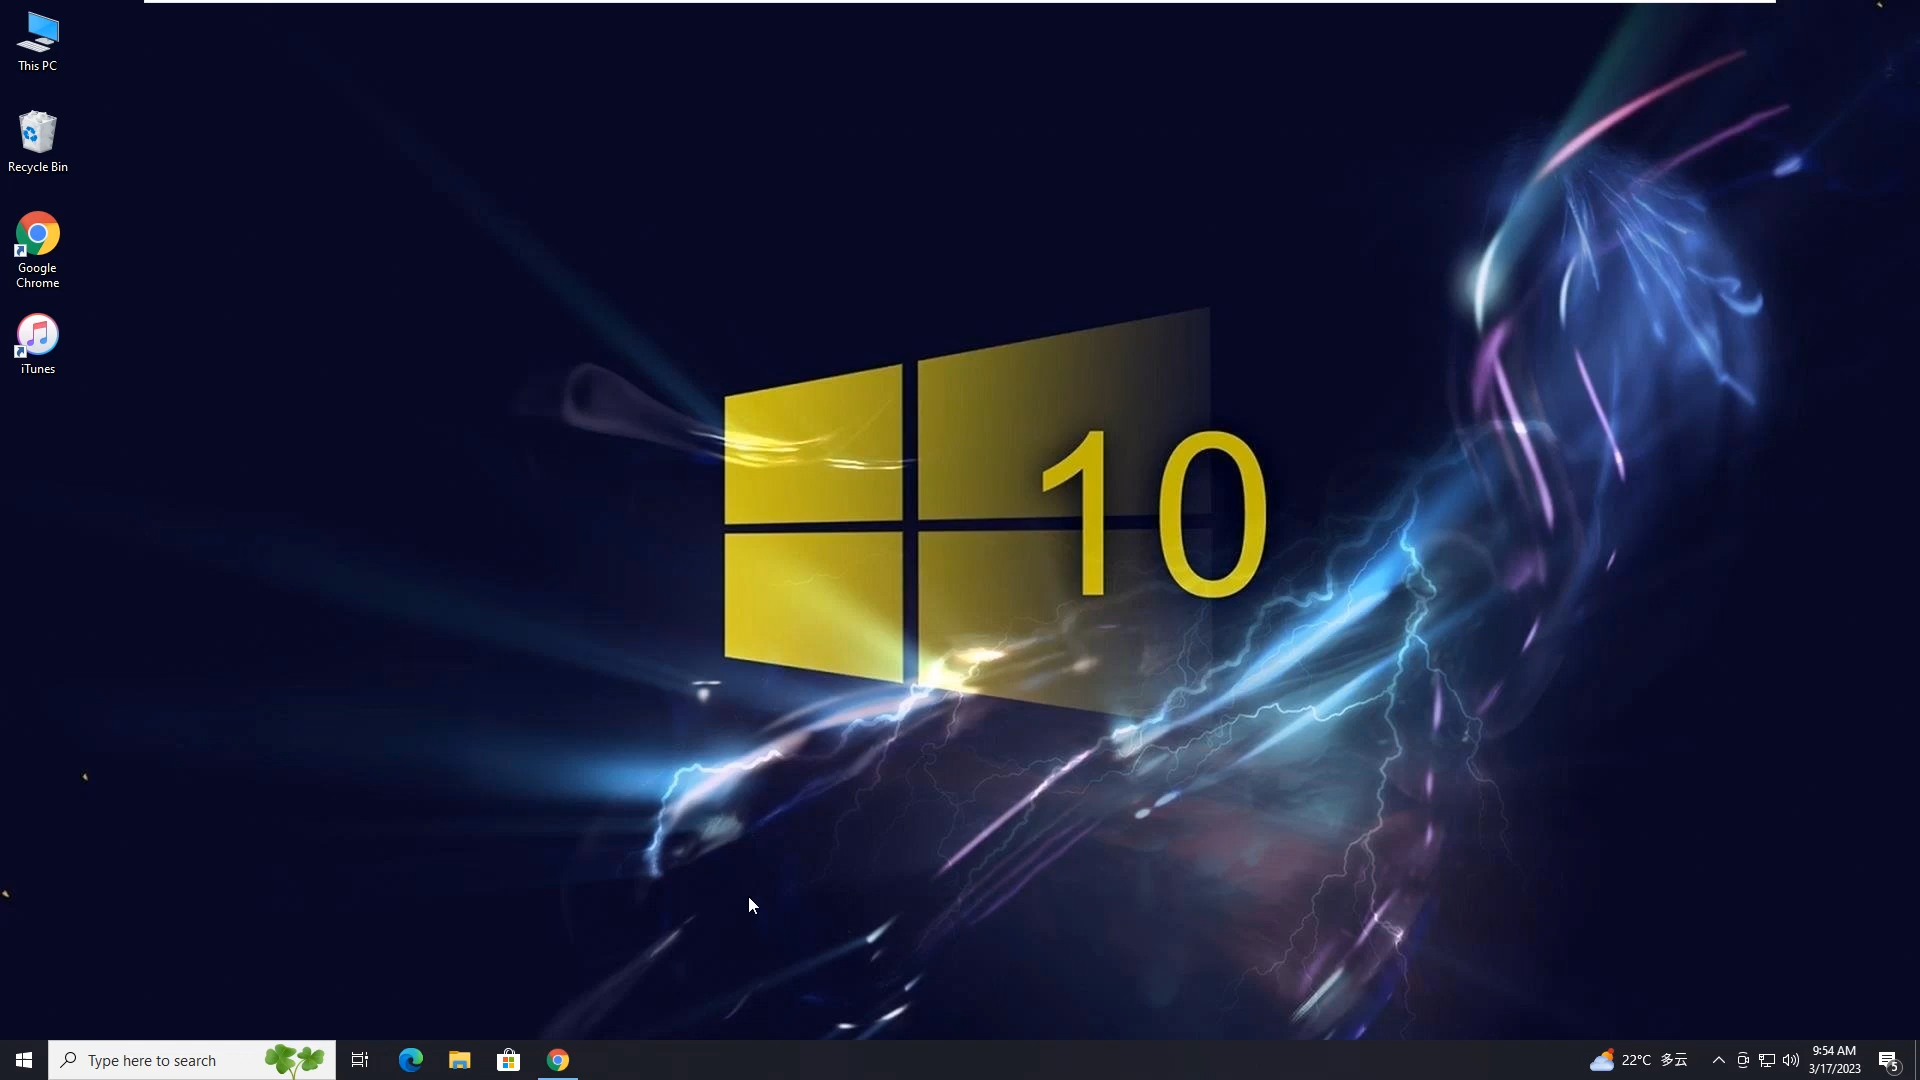 This PC
Recycle Bin
Google
Chrome
iTunes
10
Type here to search
22°C 多云
9:54 AM
3/17/2023
5